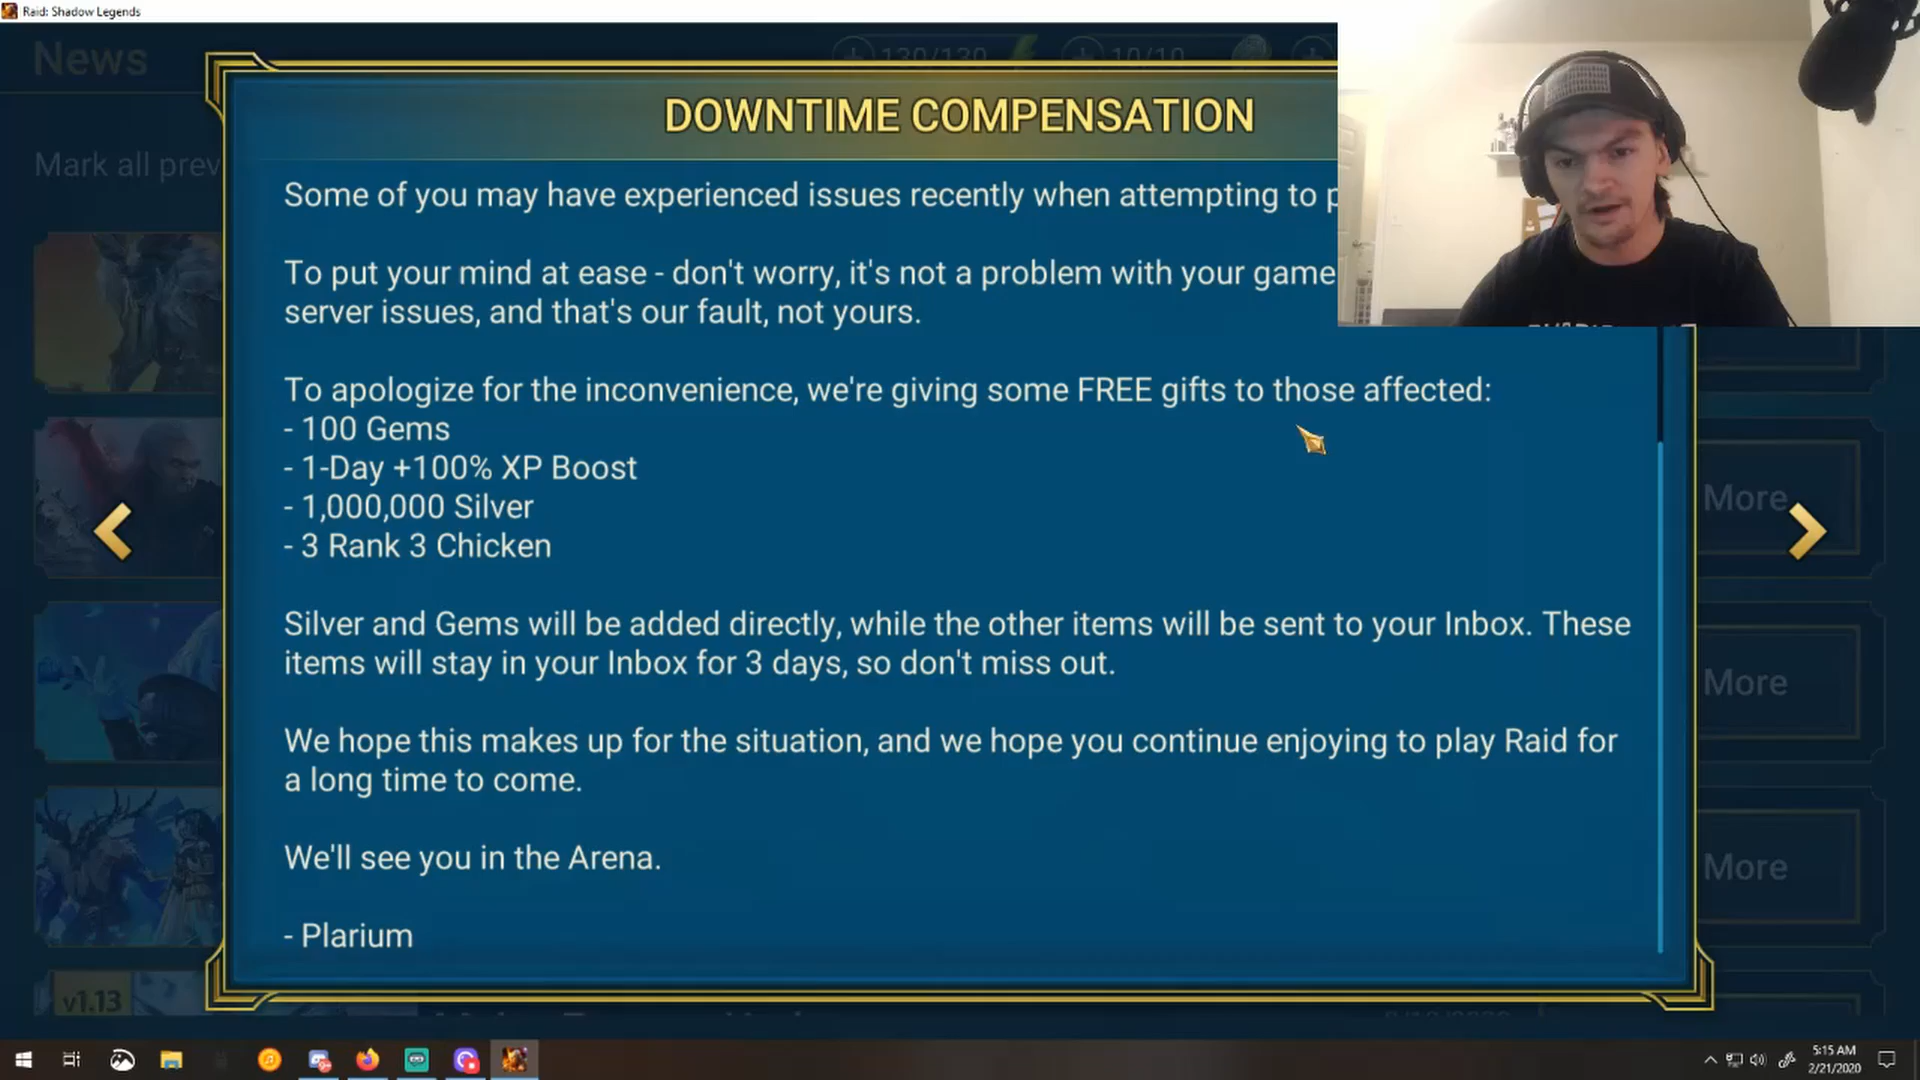 Raid: Shadow Legends
News
130/130
10/10
Mark all prev
DOWNTIME COMPENSATION
Some of you may have experienced issues recently when attempting to p
To put your mind at ease - don't worry, it's not a problem with your game
server issues, and that's our fault, not yours.
To apologize for the inconvenience, we're giving some FREE gifts to those affected:
- 100 Gems
- 1-Day +100% XP Boost
- 1,000,000 Silver
- 3 Rank 3 Chicken
More
Silver and Gems will be added directly, while the other items will be sent to your Inbox. These
items will stay in your Inbox for 3 days, so don't miss out.
More
We hope this makes up for the situation, and we hope you continue enjoying to play Raid for
a long time to come.
We'll see you in the Arena.
More
- Plarium
v1.13
5:15 AM
2/21/2020